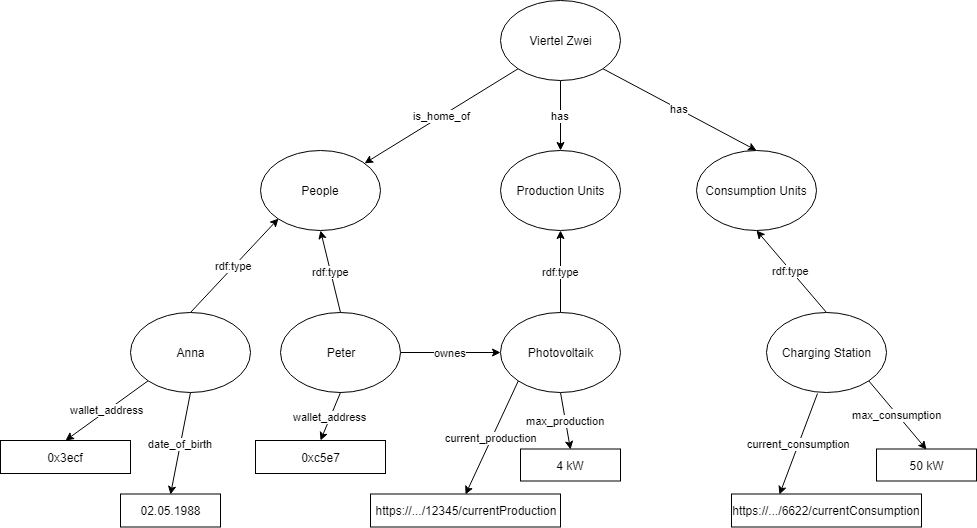 Viertel Zwei
is_home_of
has
has
People
Production Units
Consumption Units
rdf:type
rdf:type
rdf:type
rdf:type
Anna
Peter
ownes
Photovoltaik
Charging Station
wallet_address
date_of_birth
wallet_address
current_production
max_production
current_consumption
max_consumption
0x3ecf
0xc5e7
4 kW
50 kW
02.05.1988
https://.../12345/currentProduction
https://.../6622/currentConsumption